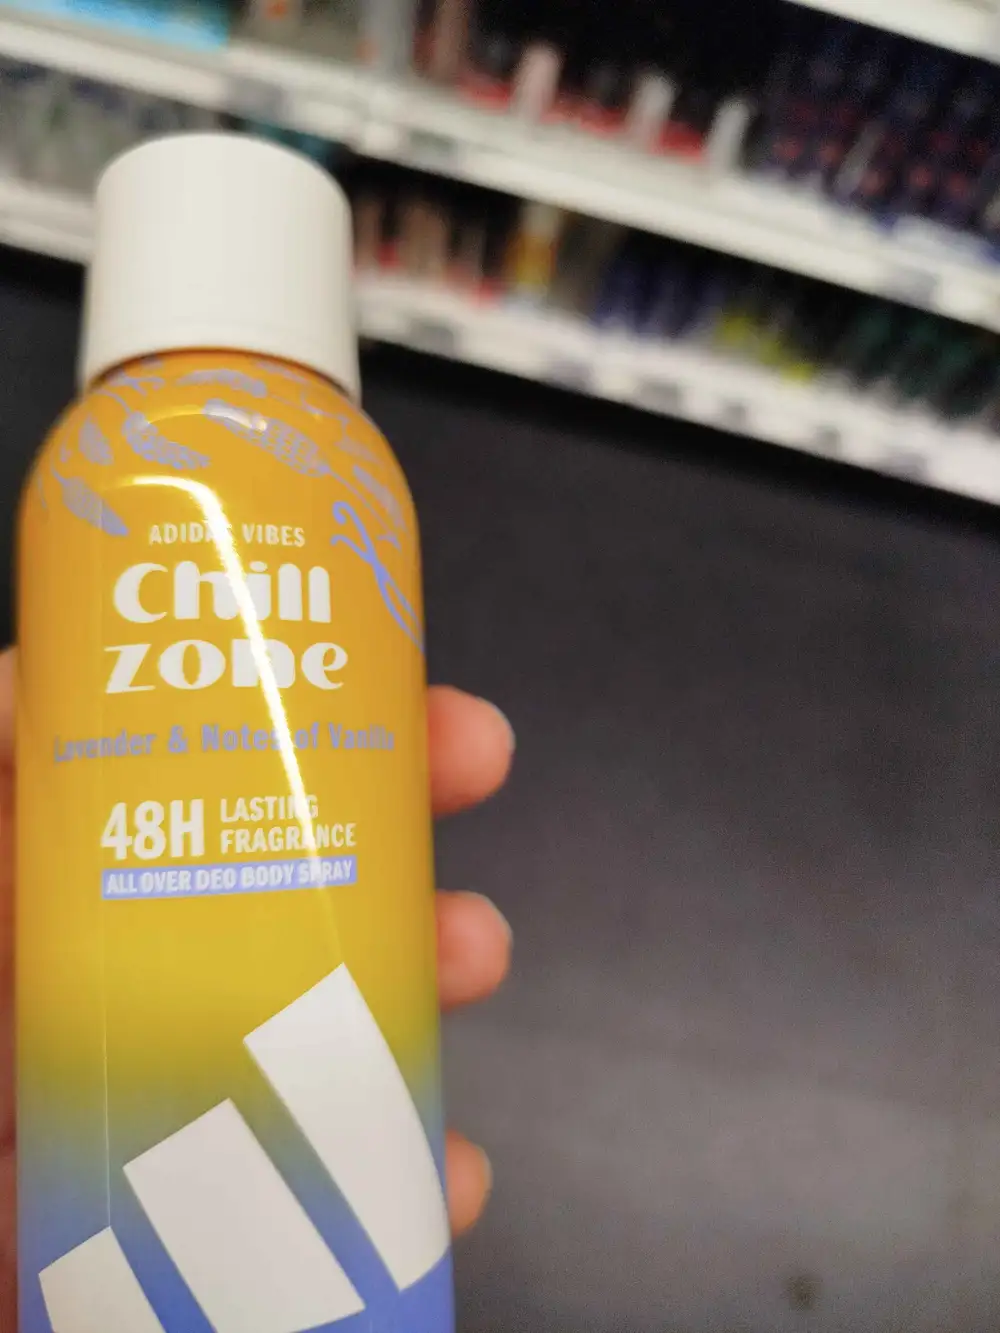 ADIDAS VIBES
Chill
zone
Lavender & Notes of Vanilla
48H LASTING
FRAGRANCE
ALL OVER DEO BODY SPRAY